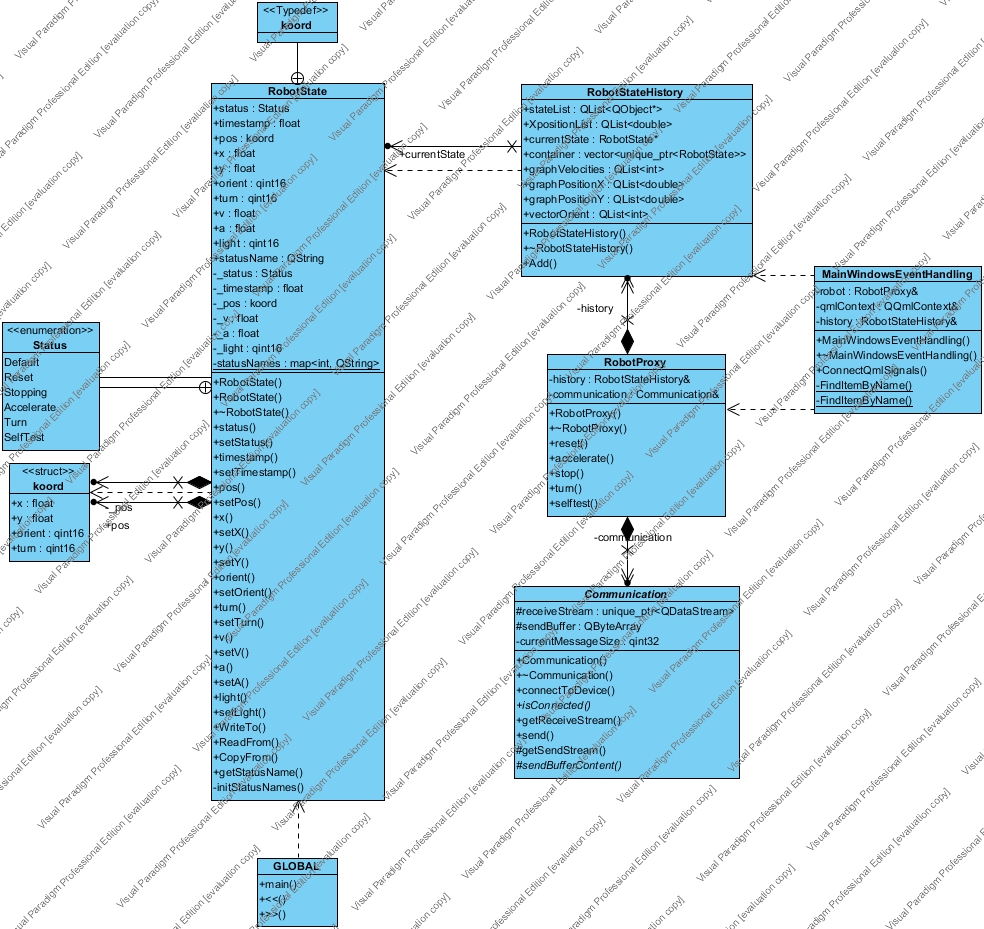 <<Typedef>>
koord
RobotState
+status : Status
+timestamp : float
+pos : koord
+x : float
+y : float
+orient : qint16
+turn : qint16
+v : float
+a : float
+light : qint16
+statusName : QString
-_status : Status
-_timestamp : float
-_pos : koord
-_v : float
-_a : float
-_light : qint16
-statusNames : map<int, QString>
+RobotState()
+RobotState()
+~RobotState()
+status()
+setStatus()
+timestamp()
+setTimestamp()
+pos()
+setPos()
+x()
+setX()
+y()
+setY()
+orient()
+setOrient()
+turn()
+setTurn()
+v()
+setV()
+a()
+setA()
+light()
+setLight()
+WriteTo()
+ReadFrom()
+CopyFrom()
+getStatusName()
-initStatusNames()
<<enumeration>>
Status
Default
Reset
Stopping
Accelerate
Turn
SelfTest
<<struct>>
koord
+x : float
+y : float
+orient : qint16
+turn : qint16
-_pos
+pos
GLOBAL
+main()
+<<()
+>>()
+currentState
RobotStateHistory
+stateList : QList<QObject*>
+XpositionList : QList<double>
+currentState : RobotState*
+container : vector<unique_ptr<RobotState>>
+graphVelocities : QList<int>
+graphPositionX : QList<double>
+graphPositionY : QList<double>
+vectorOrient : QList<int>
+RobotStateHistory()
+~RobotStateHistory()
+Add()
-history
RobotProxy
-history : RobotStateHistory&
-communication : Communication&
+RobotProxy()
+~RobotProxy()
+reset()
+accelerate()
+stop()
+turn()
+selftest()
-communication
Communication
#receiveStream : unique_ptr<QDataStream>
#sendBuffer : QByteArray
-currentMessageSize : qint32
+Communication()
+~Communication()
+connectToDevice()
+isConnected()
+getReceiveStream()
+send()
#getSendStream()
#sendBufferContent()
MainWindowsEventHandling
-robot : RobotProxy&
-qmlContext : QQmlContext&
-history : RobotStateHistory&
+MainWindowsEventHandling()
+~MainWindowsEventHandling()
+ConnectQmlSignals()
-FindItemByName()
-FindItemByName()
Visual Paradigm Professional Edition [evaluation copy]